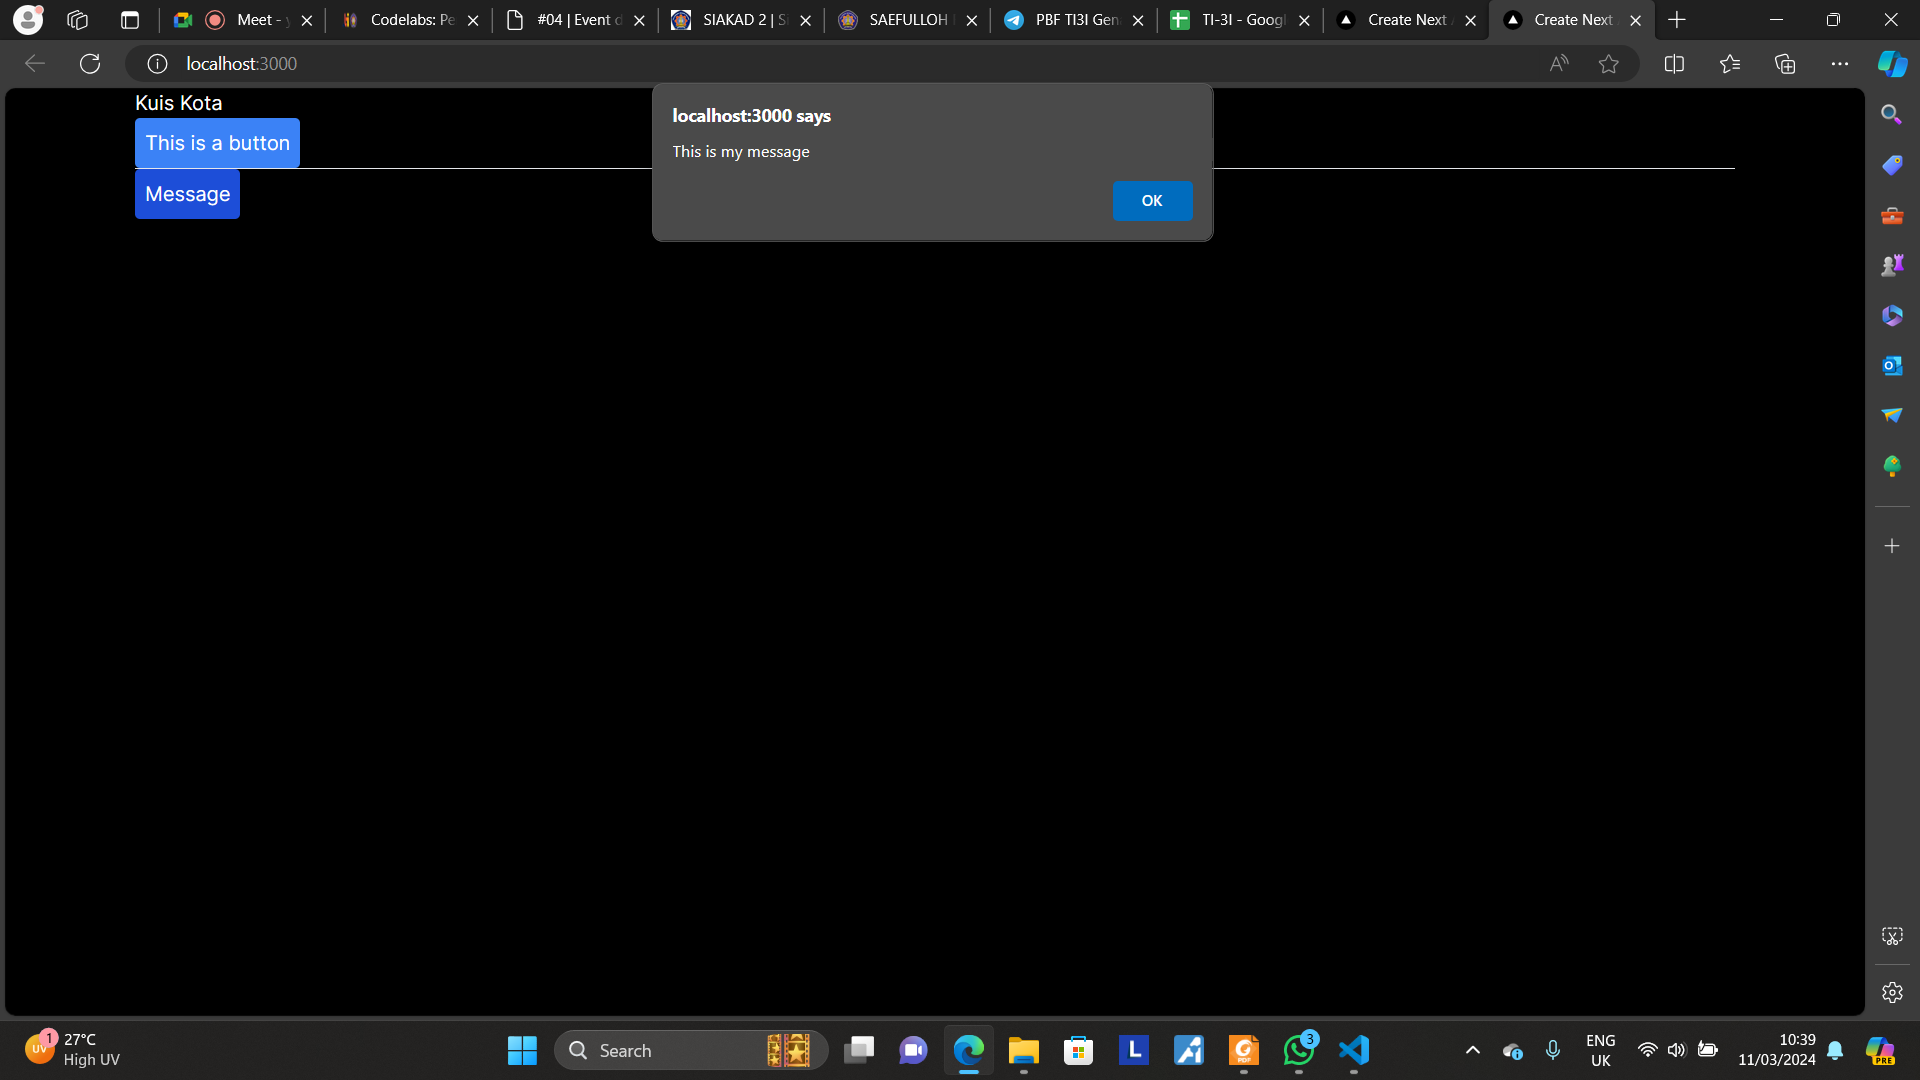 Meet -
Codelabs: Pe
#04 | Event d
SIAKAD 2 | S
SAEFULLOH
PBF TI3I Gen
TI-3I - Googl
Create Next
Create Next
localhost:3000
Kuis Kota
This is a button
Message
localhost:3000 says
This is my message
OK
1
UV
27°C
High UV
Search
L
PDF
3
ENG
UK
10:39
11/03/2024
PRE